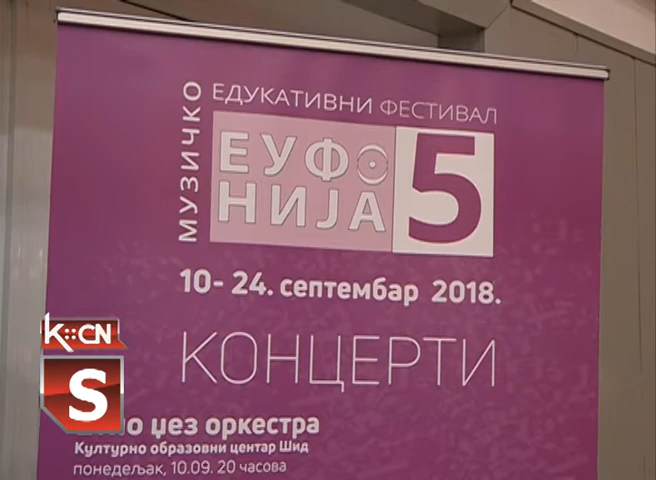 МУЗИЧКО
ЕДУКАТИВНИ ФЕСТИВАЛ
ЕУФО
НИЈА
5
10- 24. септембар 2018.
КОНЦЕРТИ
K::CN
S
џез оркестра
Културно образовни центар Шид
понедељак, 10.09. 20 часова